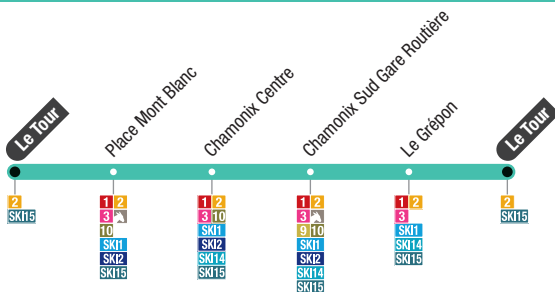 Le Tour
Place Mont Blanc
Chamonix Centre
Chamonix Sud Gare Routière
Le Grépon
Le Tour
2
SKI15
1 2
3
10
SKI1
SKI2
SKI15
1 2
3 10
SKI1
SKI2
SKI14
SKI15
1 2
3
9 10
SKI1
SKI2
SKI14
SKI15
1 2
3
SKI1
SKI14
SKI15
2
SKI15